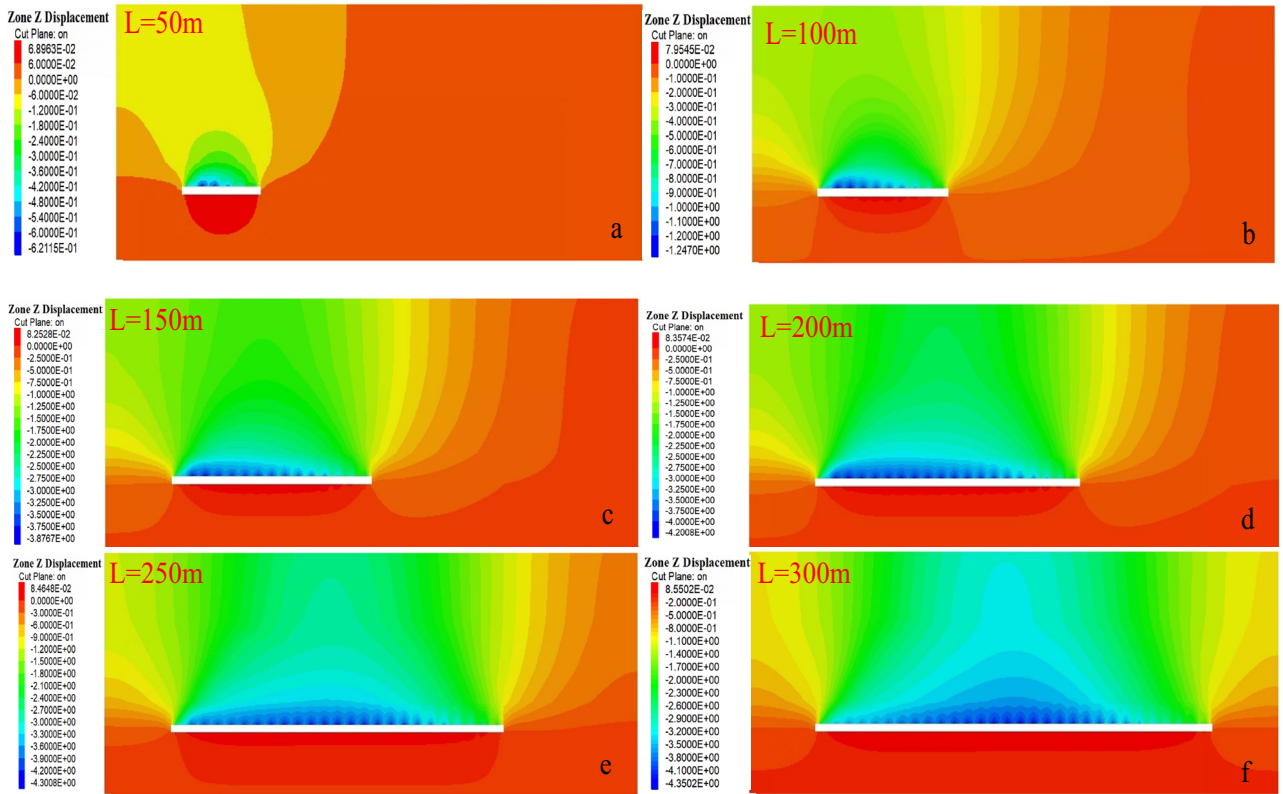 Zone Z Displacement
Cut Plane: on
6.8963E-02
6.0000E-02
0.0000E+00
-6.0000E-02
-1.2000E-01
-1.8000E-01
-2.4000E-01
-3.0000E-01
-3.6000E-01
-4.2000E-01
-4.8000E-01
-5.4000E-01
-6.0000E-01
-6.2115E-01
L=50m
a
Zone Z Displacement
Cut Plane: on
7.9545E-02
0.0000E+00
-1.0000E-01
-2.0000E-01
-3.0000E-01
-4.0000E-01
-5.0000E-01
-6.0000E-01
-7.0000E-01
-8.0000E-01
-9.0000E-01
-1.0000E+00
-1.1000E+00
-1.2000E+00
-1.2470E+00
L=100m
b
Zone Z Displacement
Cut Plane: on
8.2528E-02
0.0000E+00
-2.5000E-01
-5.0000E-01
-7.5000E-01
-1.0000E+00
-1.2500E+00
-1.5000E+00
-1.7500E+00
-2.0000E+00
-2.2500E+00
-2.5000E+00
-2.7500E+00
-3.0000E+00
-3.2500E+00
-3.5000E+00
-3.7500E+00
-3.8767E+00
L=150m
c
Zone Z Displacement
Cut Plane: on
8.3574E-02
0.0000E+00
-2.5000E-01
-5.0000E-01
-7.5000E-01
-1.0000E+00
-1.2500E+00
-1.5000E+00
-1.7500E+00
-2.0000E+00
-2.2500E+00
-2.5000E+00
-2.7500E+00
-3.0000E+00
-3.2500E+00
-3.5000E+00
-3.7500E+00
-4.0000E+00
-4.2008E+00
L=200m
d
Zone Z Displacement
Cut Plane: on
8.4648E-02
0.0000E+00
-3.0000E-01
-6.0000E-01
-9.0000E-01
-1.2000E+00
-1.5000E+00
-1.8000E+00
-2.1000E+00
-2.4000E+00
-2.7000E+00
-3.0000E+00
-3.3000E+00
-3.6000E+00
-3.9000E+00
-4.2000E+00
-4.3008E+00
L=250m
e
Zone Z Displacement
Cut Plane: on
8.5502E-02
-2.0000E-01
-5.0000E-01
-8.0000E-01
-1.1000E+00
-1.4000E+00
-1.7000E+00
-2.0000E+00
-2.3000E+00
-2.6000E+00
-2.9000E+00
-3.2000E+00
-3.5000E+00
-3.8000E+00
-4.1000E+00
-4.3502E+00
L=300m
f